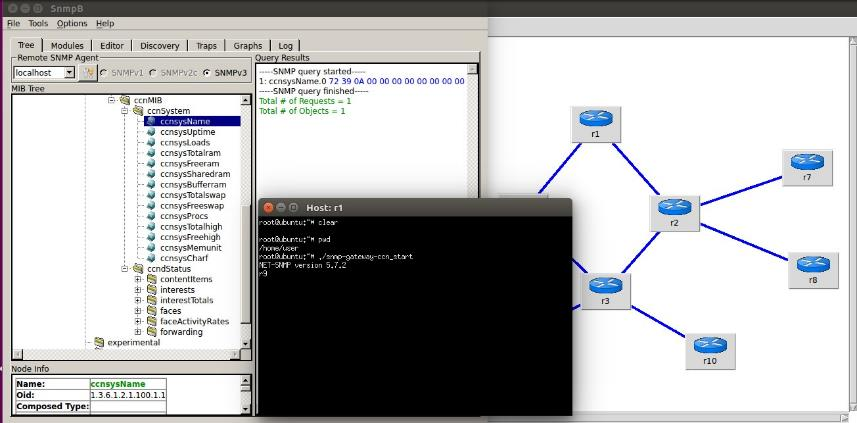 SnmpB
File Tools Options Help
Tree Modules Editor Discovery Traps Graphs Log
Remote SNMP Agent
localhost SNMPv1 SNMPv2c SNMPv3
MIB Tree
ccnMIB
ccnSystem
ccnsysName
ccnsysUptime
ccnsysLoads
ccnsysTotalram
ccnsysFreeram
ccnsysSharedram
ccnsysBufferram
ccnsysTotalswap
ccnsysFreeswap
ccnsysProcs
ccnsysTotalhigh
ccnsysFreehigh
ccnsysMemunit
ccnsysCharf
ccndStatus
contentItems
interests
interestTotals
faces
faceActivityRates
forwarding
experimental
Node Info
Name: ccnsysName
Oid: 1.3.6.1.2.1.100.1.1
Composed Type:
Query Results
-----SNMP query started-----
1: ccnsysName.0 72 39 0A 00 00 00 00 00 00 00 00
-----SNMP query finished-----
Total # of Requests = 1
Total # of Objects = 1
Host: r1
root@ubuntu:~# clear
root@ubuntu:~# pwd
/home/user
root@ubuntu:~# ./snmp-gateway-ccn_start
NET-SNMP version 5.7.2
r9
r1
r7
r2
r8
r3
r10